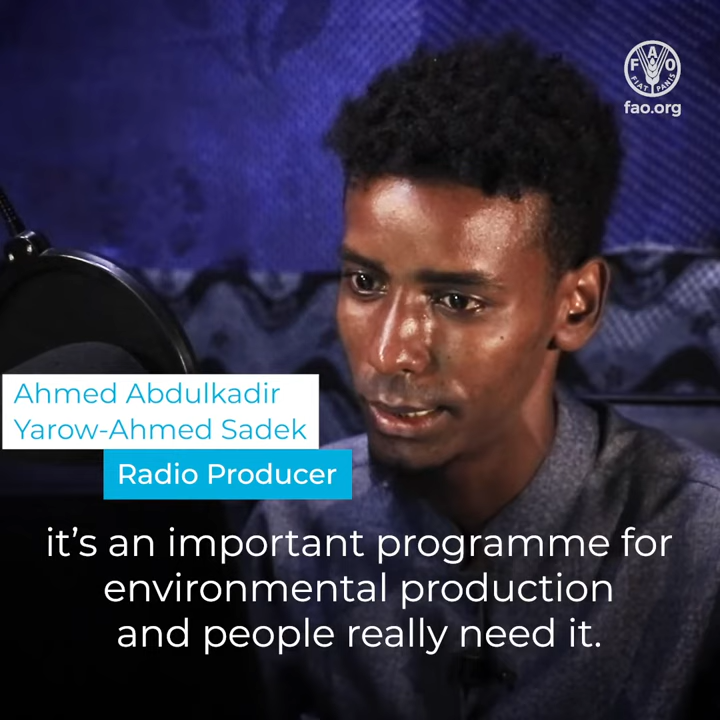 FAO
FIAT PANIS
fao.org
Ahmed Abdulkadir
Yarow-Ahmed Sadek
Radio Producer
it's an important programme for
environmental production
and people really need it.